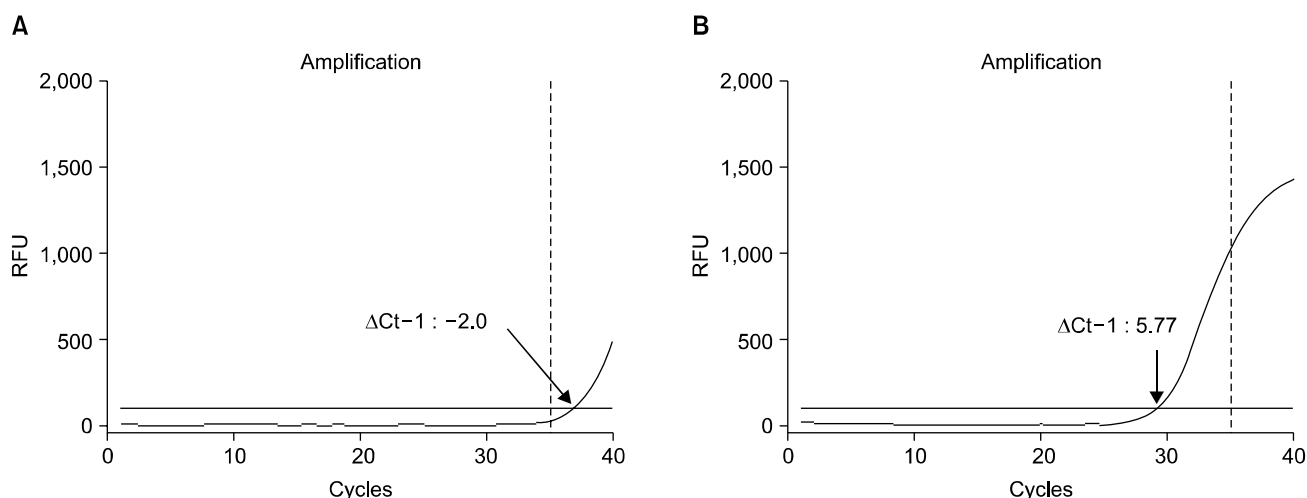 A
Amplification
2,000
1,500
1,000
500
0
RFU
ΔCt−1 : −2.0
0 10 20 30 40
Cycles
B
Amplification
2,000
1,500
1,000
500
0
RFU
ΔCt−1 : 5.77
0 10 20 30 40
Cycles